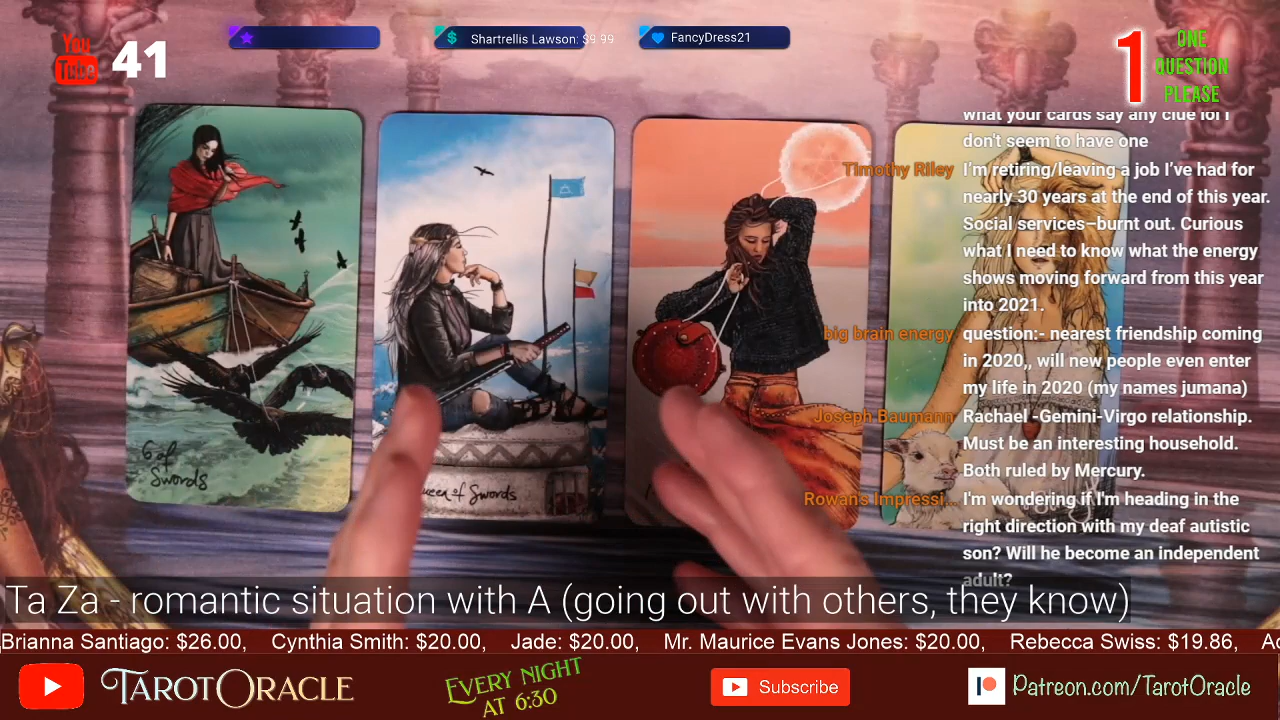 You
Tube
41
Shartrellis Lawson: $9.99
FancyDress21
1
ONE
QUESTION
PLEASE
what your cards say any clue lol I
don't seem to have one
Timothy Riley
I'm retiring/leaving a job I've had for
nearly 30 years at the end of this year.
Social services–burnt out. Curious
what I need to know what the energy
shows moving forward from this year
into 2021.
big brain energy
question:- nearest friendship coming
in 2020,, will new people even enter
my life in 2020 (my names jumana)
Joseph Baumann
Rachael -Gemini-Virgo relationship.
Must be an interesting household.
Both ruled by Mercury.
Rowan's Impressi...
I'm wondering if I'm heading in the
right direction with my deaf autistic
son? Will he become an independent
adult?
6 of
Swords
ueen of Swords
Ta Za - romantic situation with A (going out with others, they know)
Brianna Santiago: $26.00, Cynthia Smith: $20.00, Jade: $20.00, Mr. Maurice Evans Jones: $20.00, Rebecca Swiss: $19.86,
TAROTORACLE
EVERY NIGHT
AT 6:30
Subscribe
Patreon.com/TarotOracle